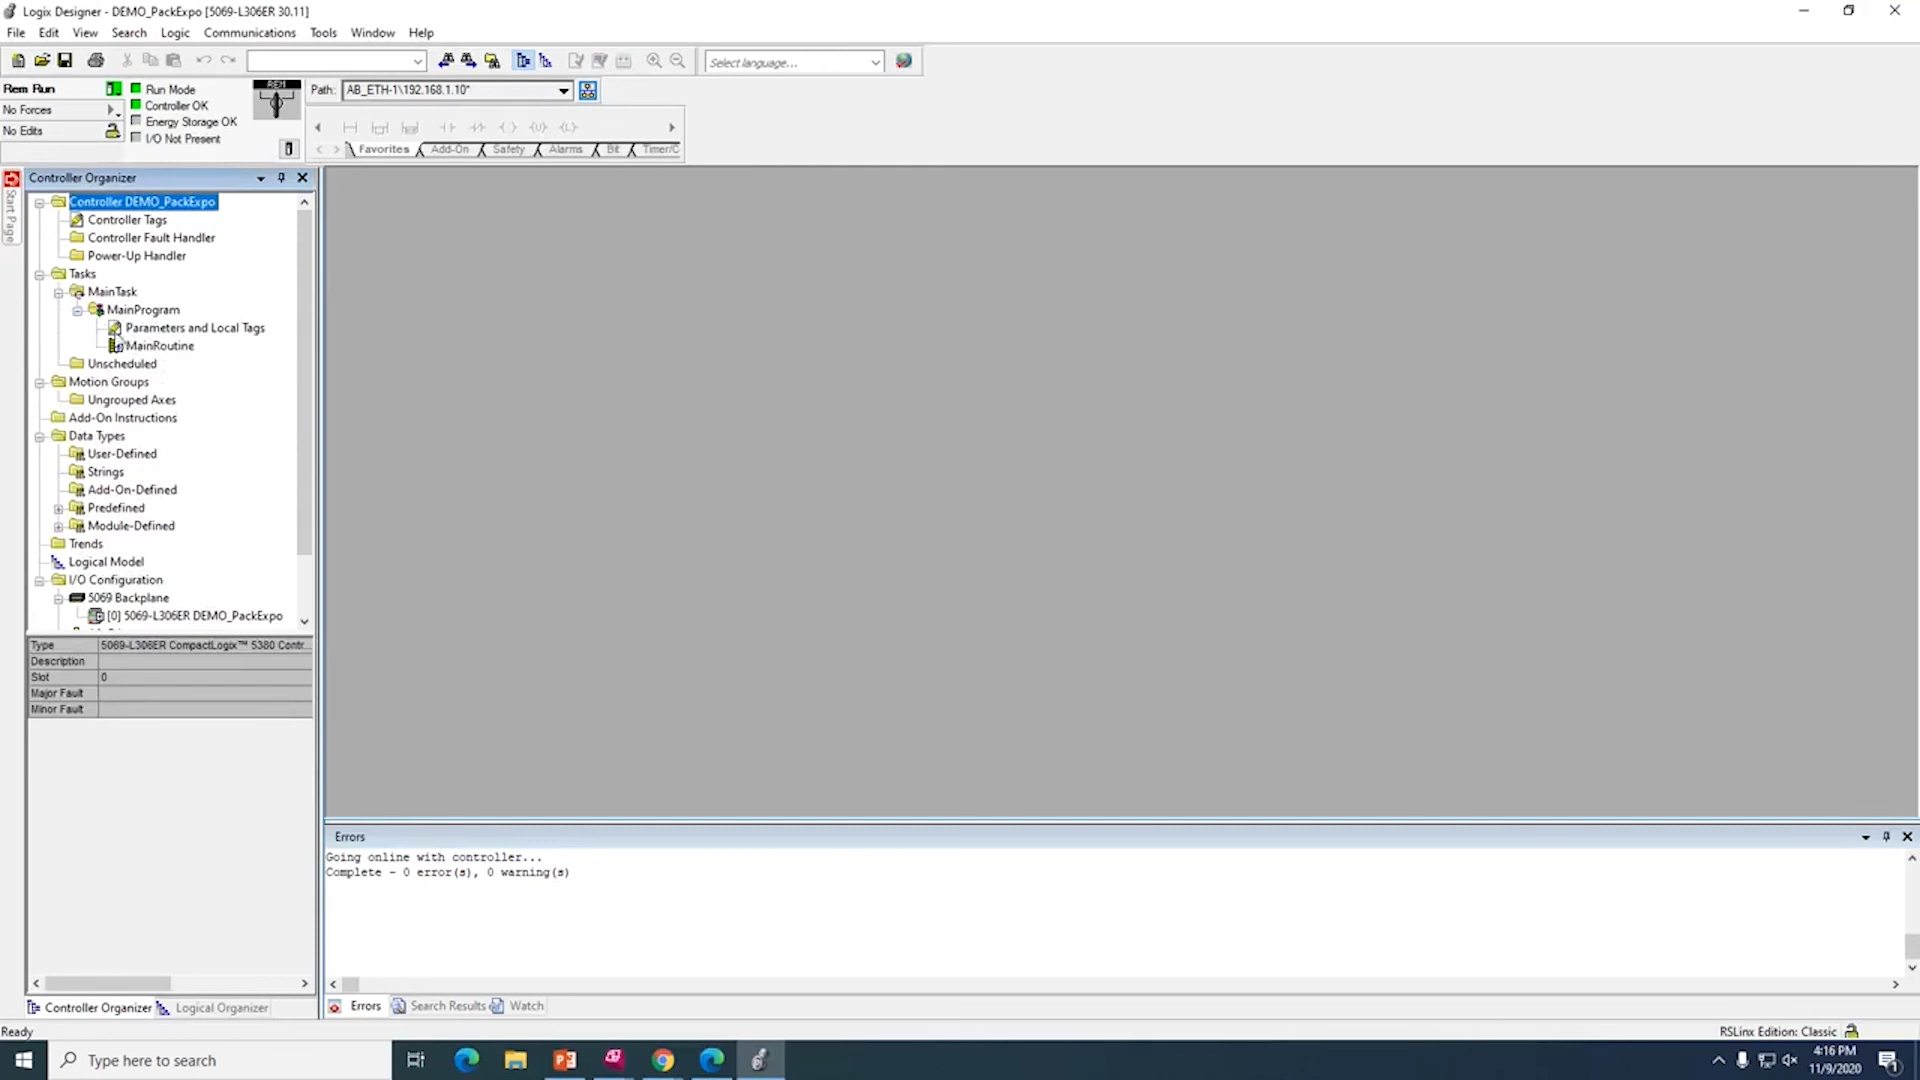 Logix Designer - DEMO_PackExpo [5069-L306ER 30.11]
File Edit View Search Logic Communications Tools Window Help
Select language...
Rem Run
No Forces
No Edits
Run Mode
Controller OK
Energy Storage OK
I/O Not Present
REM
Path: AB_ETH-1\192.168.1.10*
Favorites Add-On Safety Alarms Bit Timer/C
Start Page
Controller Organizer
Controller DEMO_PackExpo
Controller Tags
Controller Fault Handler
Power-Up Handler
Tasks
MainTask
MainProgram
Parameters and Local Tags
MainRoutine
Unscheduled
Motion Groups
Ungrouped Axes
Add-On Instructions
Data Types
User-Defined
Strings
Add-On-Defined
Predefined
Module-Defined
Trends
Logical Model
I/O Configuration
5069 Backplane
[0] 5069-L306ER DEMO_PackExpo
Type 5069-L306ER CompactLogix™ 5380 Contr...
Description
Slot 0
Major Fault
Minor Fault
Controller Organizer Logical Organizer
Errors
Going online with controller...
Complete - 0 error(s), 0 warning(s)
Errors Search Results Watch
Ready
RSLinx Edition: Classic
Type here to search
4:16 PM
11/9/2020